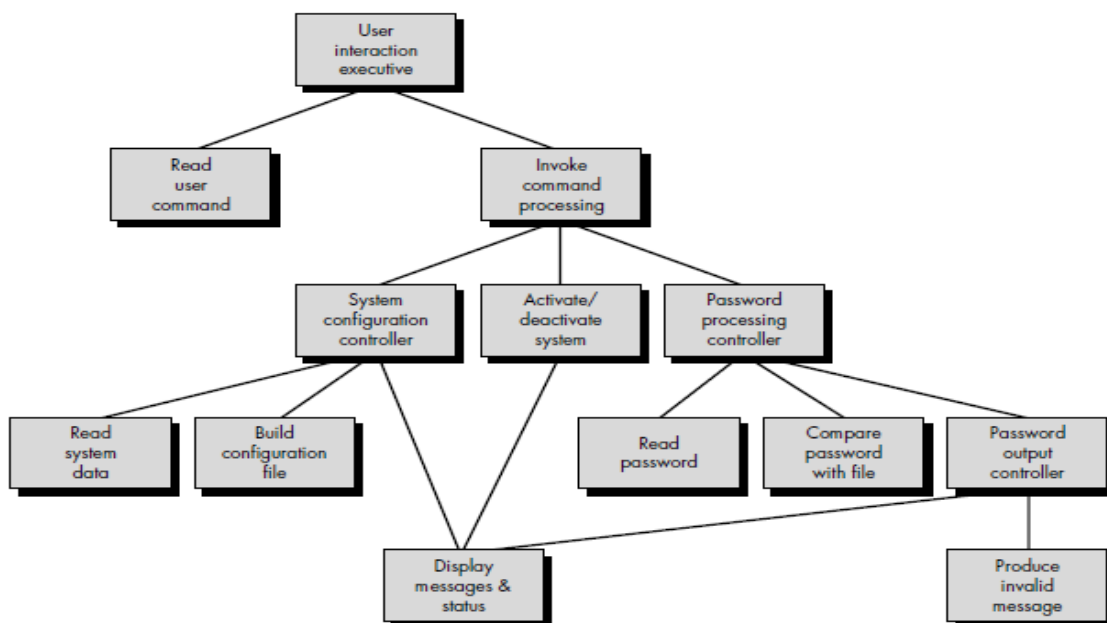 User
interaction
executive
Read
user
command
Invoke
command
processing
System
configuration
controller
Activate/
deactivate
system
Password
processing
controller
Read
system
data
Build
configuration
file
Read
password
Compare
password
with file
Password
output
controller
Display
messages &
status
Produce
invalid
message